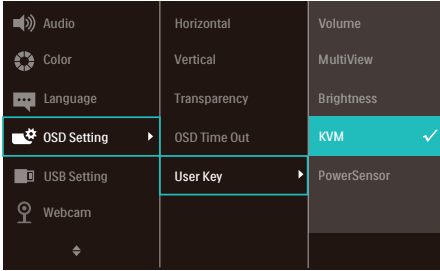 Audio
Color
Language
OSD Setting
USB Setting
Webcam
Horizontal
Vertical
Transparency
OSD Time Out
User Key
Volume
MultiView
Brightness
KVM
PowerSensor